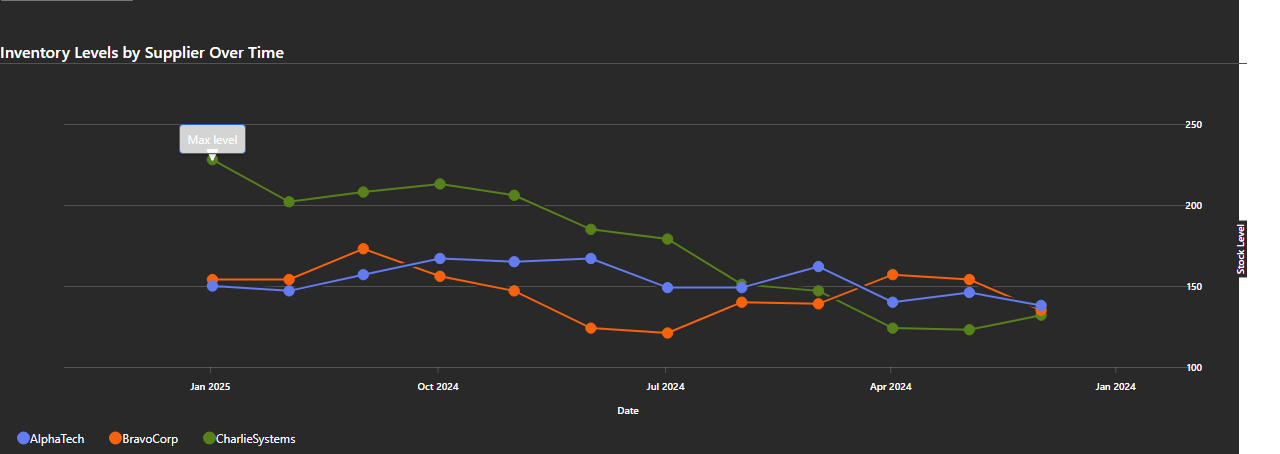 Inventory Levels by Supplier Over Time
Max level
250
200
150
100
Stock Level
Jan 2025 Oct 2024 Jul 2024 Apr 2024 Jan 2024
Date
AlphaTech BravoCorp CharlieSystems